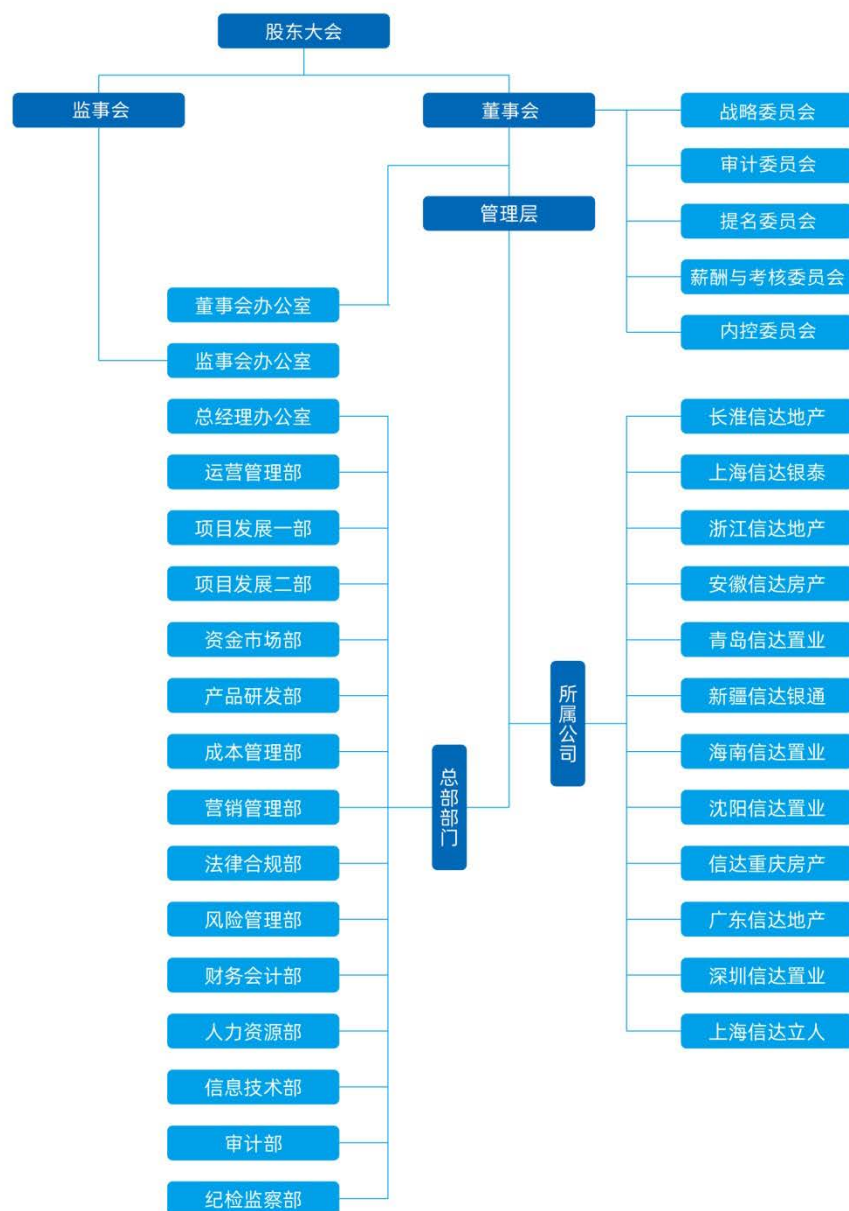 股东大会
监事会
董事会
管理层
战略委员会
审计委员会
提名委员会
薪酬与考核委员会
内控委员会
董事会办公室
监事会办公室
总经理办公室
运营管理部
项目发展一部
项目发展二部
资金市场部
产品研发部
成本管理部
营销管理部
法律合规部
风险管理部
财务会计部
人力资源部
信息技术部
审计部
纪检监察部
总部部门
所属公司
长淮信达地产
上海信达银泰
浙江信达地产
安徽信达房产
青岛信达置业
新疆信达银通
海南信达置业
沈阳信达置业
信达重庆房产
广东信达地产
深圳信达置业
上海信达立人